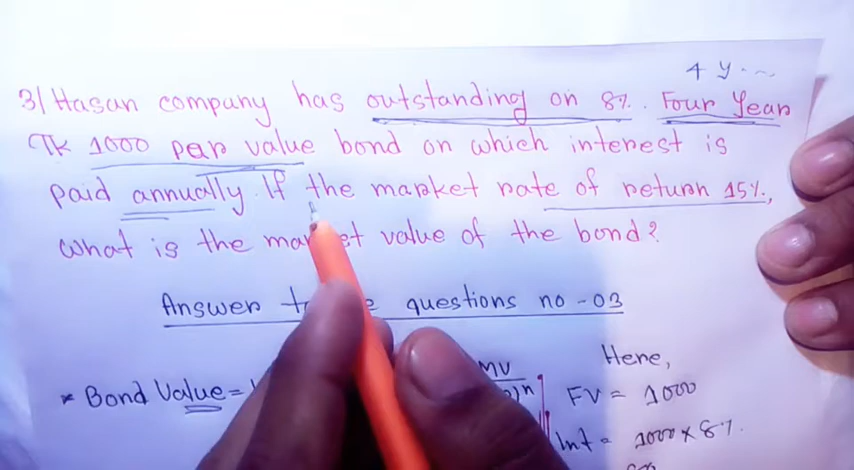 4 y...
3/ Hasan company has outstanding on 8%. Four Year
Tk 1000 par value bond on which interest is
paid annually. If the market rate of return 15%,
what is the market value of the bond?
Answer questions no - 03
* Bond Value =
MV
)n
Here,
FV = 1000
Int = 1000 × 8%.